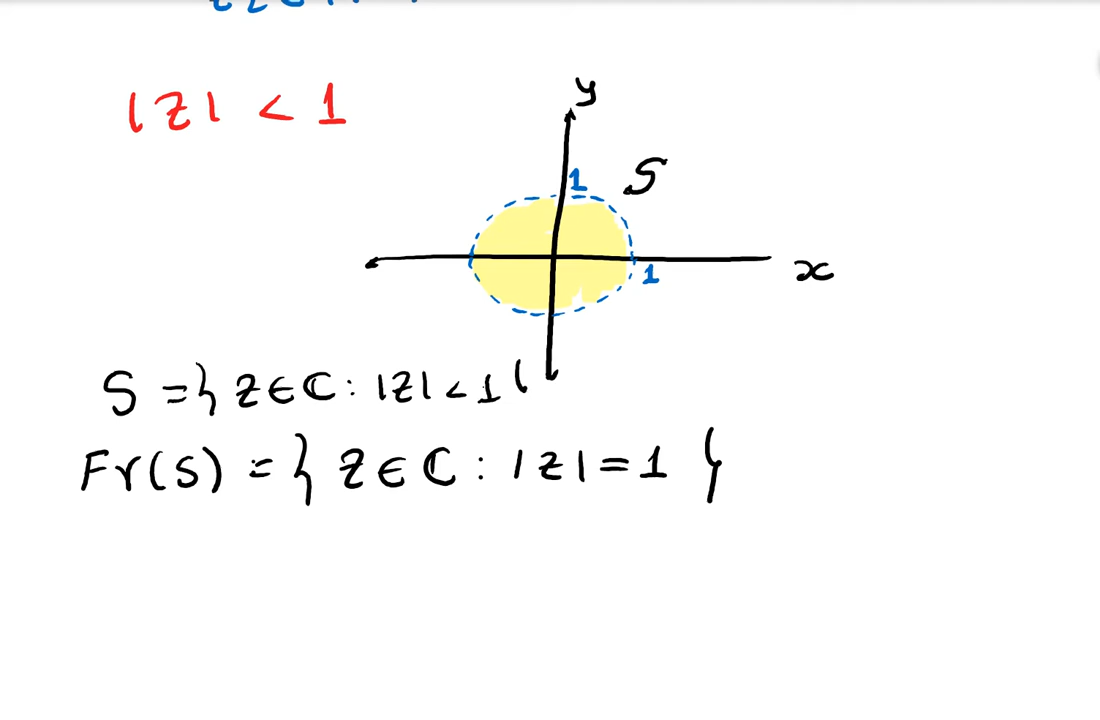 |z| < 1
y
1
S
1
x
S = { z ∈ ℂ : |z| < 1 }
Fr(S) = { z ∈ ℂ : |z| = 1 }